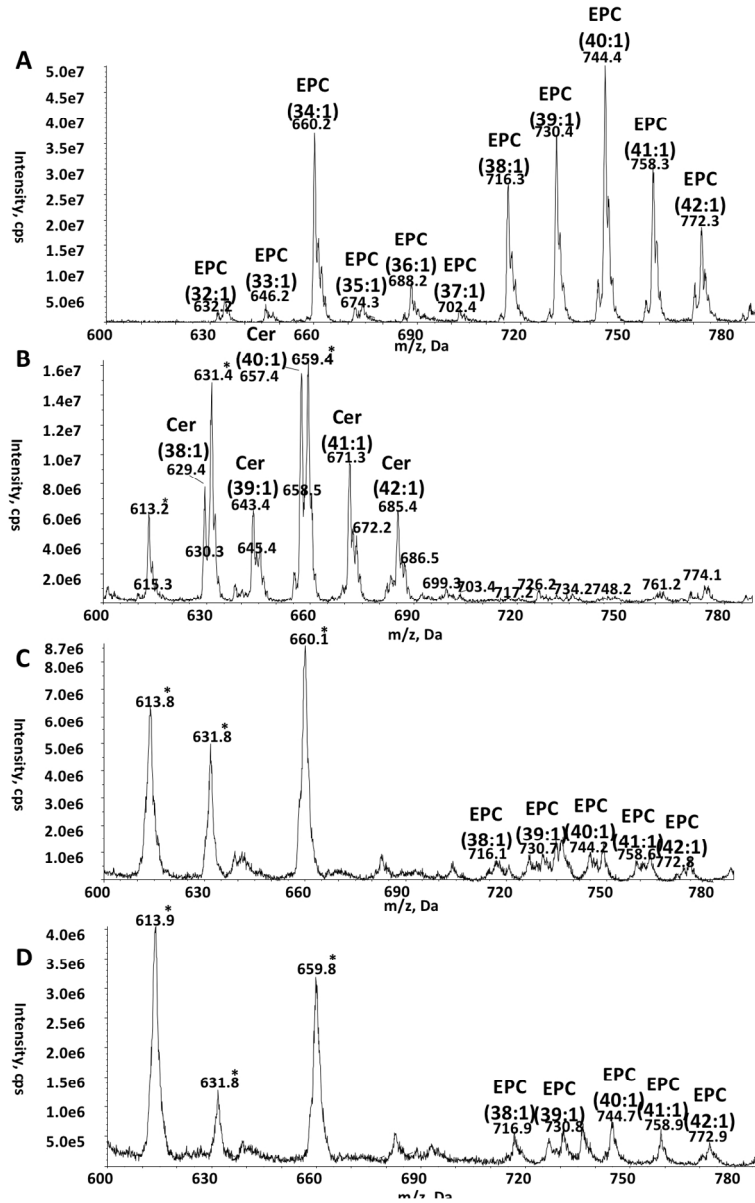 A
Intensity, cps
5.0e7
4.5e7
4.0e7
3.5e7
3.0e7
2.5e7
2.0e7
1.5e7
1.0e7
5.0e6
EPC
(32:1)
632.2
EPC
(33:1)
646.2
EPC
(34:1)
660.2
EPC
(35:1)
674.3
EPC
(36:1)
688.2
EPC
(37:1)
702.4
EPC
(38:1)
716.3
EPC
(39:1)
730.4
EPC
(40:1)
744.4
EPC
(41:1)
758.3
EPC
(42:1)
772.3
600 630 660 690 720 750 780
m/z, Da
B
Intensity, cps
1.6e7
1.4e7
1.2e7
1.0e7
8.0e6
6.0e6
4.0e6
2.0e6
613.2*
615.3
Cer
(38:1)
629.4
630.3
631.4*
Cer
(39:1)
643.4
645.4
Cer
(40:1)
657.4
658.5
659.4*
Cer
(41:1)
671.3
672.2
Cer
(42:1)
685.4
686.5
699.3
703.4
717.2
726.2
734.2
748.2
761.2
774.1
600 630 660 690 720 750 780
m/z, Da
C
Intensity, cps
8.7e6
7.0e6
6.0e6
5.0e6
4.0e6
3.0e6
2.0e6
1.0e6
613.8*
631.8*
660.1*
EPC
(38:1)
716.1
EPC
(39:1)
730.7
EPC
(40:1)
744.2
EPC
(41:1)
758.6
EPC
(42:1)
772.8
600 630 660 690 720 750 780
m/z, Da
D
Intensity, cps
4.0e6
3.5e6
3.0e6
2.5e6
2.0e6
1.5e6
1.0e6
5.0e5
613.9*
631.8*
659.8*
EPC
(38:1)
716.9
EPC
(39:1)
730.8
EPC
(40:1)
744.7
EPC
(41:1)
758.9
EPC
(42:1)
772.9
600 630 660 690 720 750 780
m/z, Da